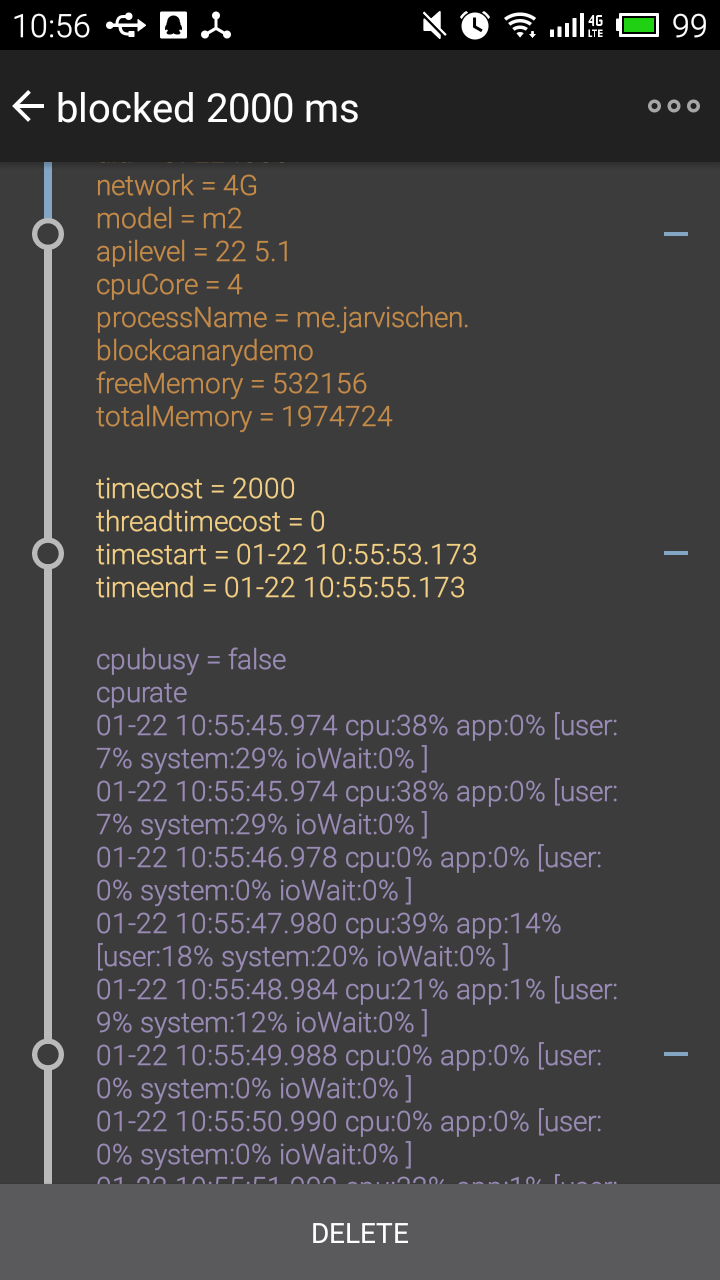 10:56
4G
LTE
99
blocked 2000 ms
network = 4G
model = m2
apilevel = 22 5.1
cpuCore = 4
processName = me.jarvischen.
blockcanarydemo
freeMemory = 532156
totalMemory = 1974724
timecost = 2000
threadtimecost = 0
timestart = 01-22 10:55:53.173
timeend = 01-22 10:55:55.173
cpubusy = false
cpurate
01-22 10:55:45.974 cpu:38% app:0% [user:
7% system:29% ioWait:0% ]
01-22 10:55:45.974 cpu:38% app:0% [user:
7% system:29% ioWait:0% ]
01-22 10:55:46.978 cpu:0% app:0% [user:
0% system:0% ioWait:0% ]
01-22 10:55:47.980 cpu:39% app:14%
[user:18% system:20% ioWait:0% ]
01-22 10:55:48.984 cpu:21% app:1% [user:
9% system:12% ioWait:0% ]
01-22 10:55:49.988 cpu:0% app:0% [user:
0% system:0% ioWait:0% ]
01-22 10:55:50.990 cpu:0% app:0% [user:
0% system:0% ioWait:0% ]
DELETE